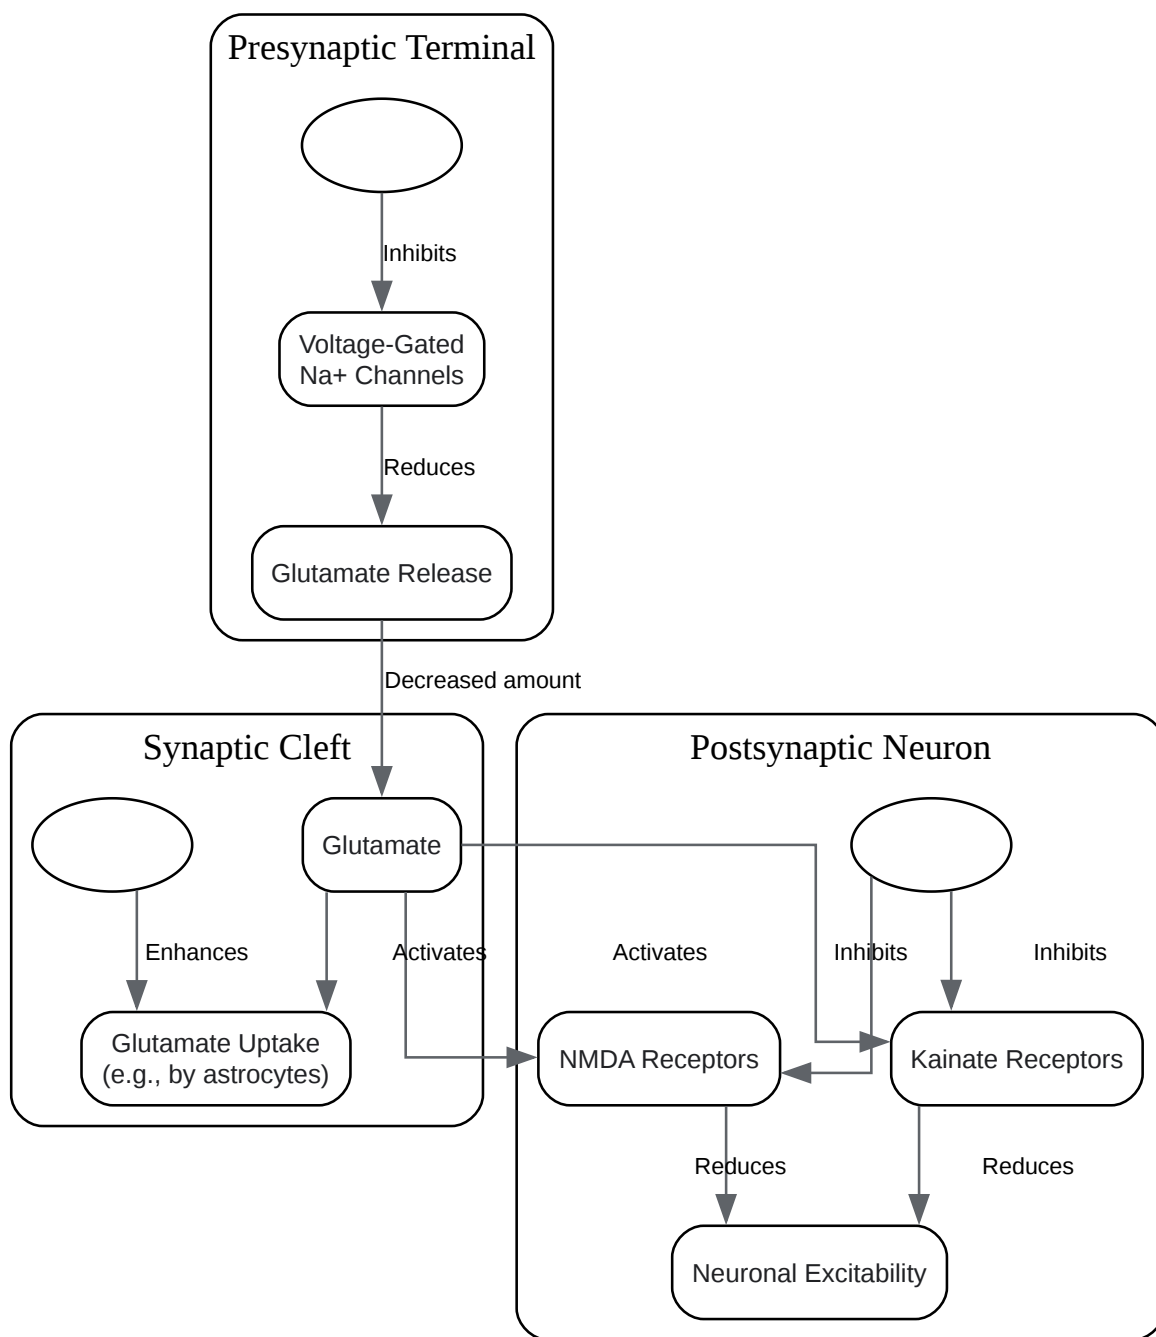 Presynaptic Terminal
Inhibits
Voltage-Gated
Na+ Channels
Reduces
Glutamate Release
Decreased amount
Synaptic Cleft
Glutamate
Enhances
Activates
Glutamate Uptake
(e.g., by astrocytes)
Postsynaptic Neuron
Activates
Inhibits
Inhibits
NMDA Receptors
Kainate Receptors
Reduces
Reduces
Neuronal Excitability